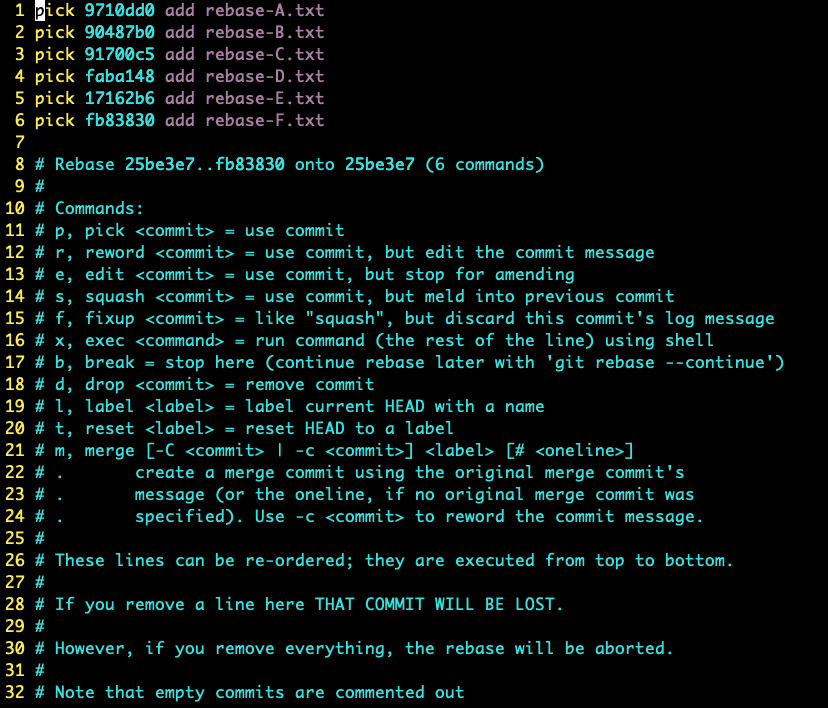 1 pick 9710dd0 add rebase-A.txt
2 pick 90487b0 add rebase-B.txt
3 pick 91700c5 add rebase-C.txt
4 pick faba148 add rebase-D.txt
5 pick 17162b6 add rebase-E.txt
6 pick fb83830 add rebase-F.txt
7
8 # Rebase 25be3e7..fb83830 onto 25be3e7 (6 commands)
9 #
10 # Commands:
11 # p, pick <commit> = use commit
12 # r, reword <commit> = use commit, but edit the commit message
13 # e, edit <commit> = use commit, but stop for amending
14 # s, squash <commit> = use commit, but meld into previous commit
15 # f, fixup <commit> = like "squash", but discard this commit's log message
16 # x, exec <command> = run command (the rest of the line) using shell
17 # b, break = stop here (continue rebase later with 'git rebase --continue')
18 # d, drop <commit> = remove commit
19 # l, label <label> = label current HEAD with a name
20 # t, reset <label> = reset HEAD to a label
21 # m, merge [-C <commit> | -c <commit>] <label> [# <oneline>]
22 # .       create a merge commit using the original merge commit's
23 # .       message (or the oneline, if no original merge commit was
24 # .       specified). Use -c <commit> to reword the commit message.
25 #
26 # These lines can be re-ordered; they are executed from top to bottom.
27 #
28 # If you remove a line here THAT COMMIT WILL BE LOST.
29 #
30 # However, if you remove everything, the rebase will be aborted.
31 #
32 # Note that empty commits are commented out